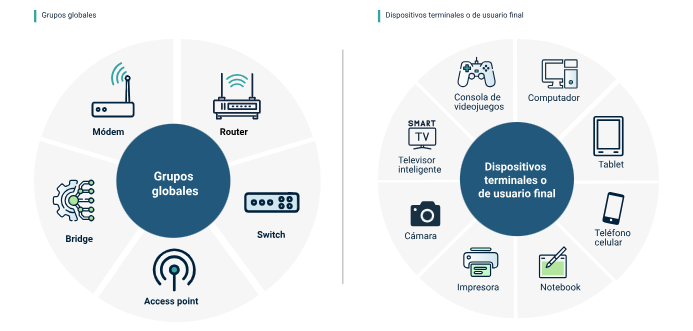 Grupos globales
Módem
Router
Grupos
globales
Bridge
Switch
Access point
Dispositivos terminales o de usuario final
Consola de
videojuegos
Computador
SMART
TV
Televisor
inteligente
Tablet
Dispositivos
terminales o
de usuario final
Cámara
Teléfono
celular
Impresora
Notebook